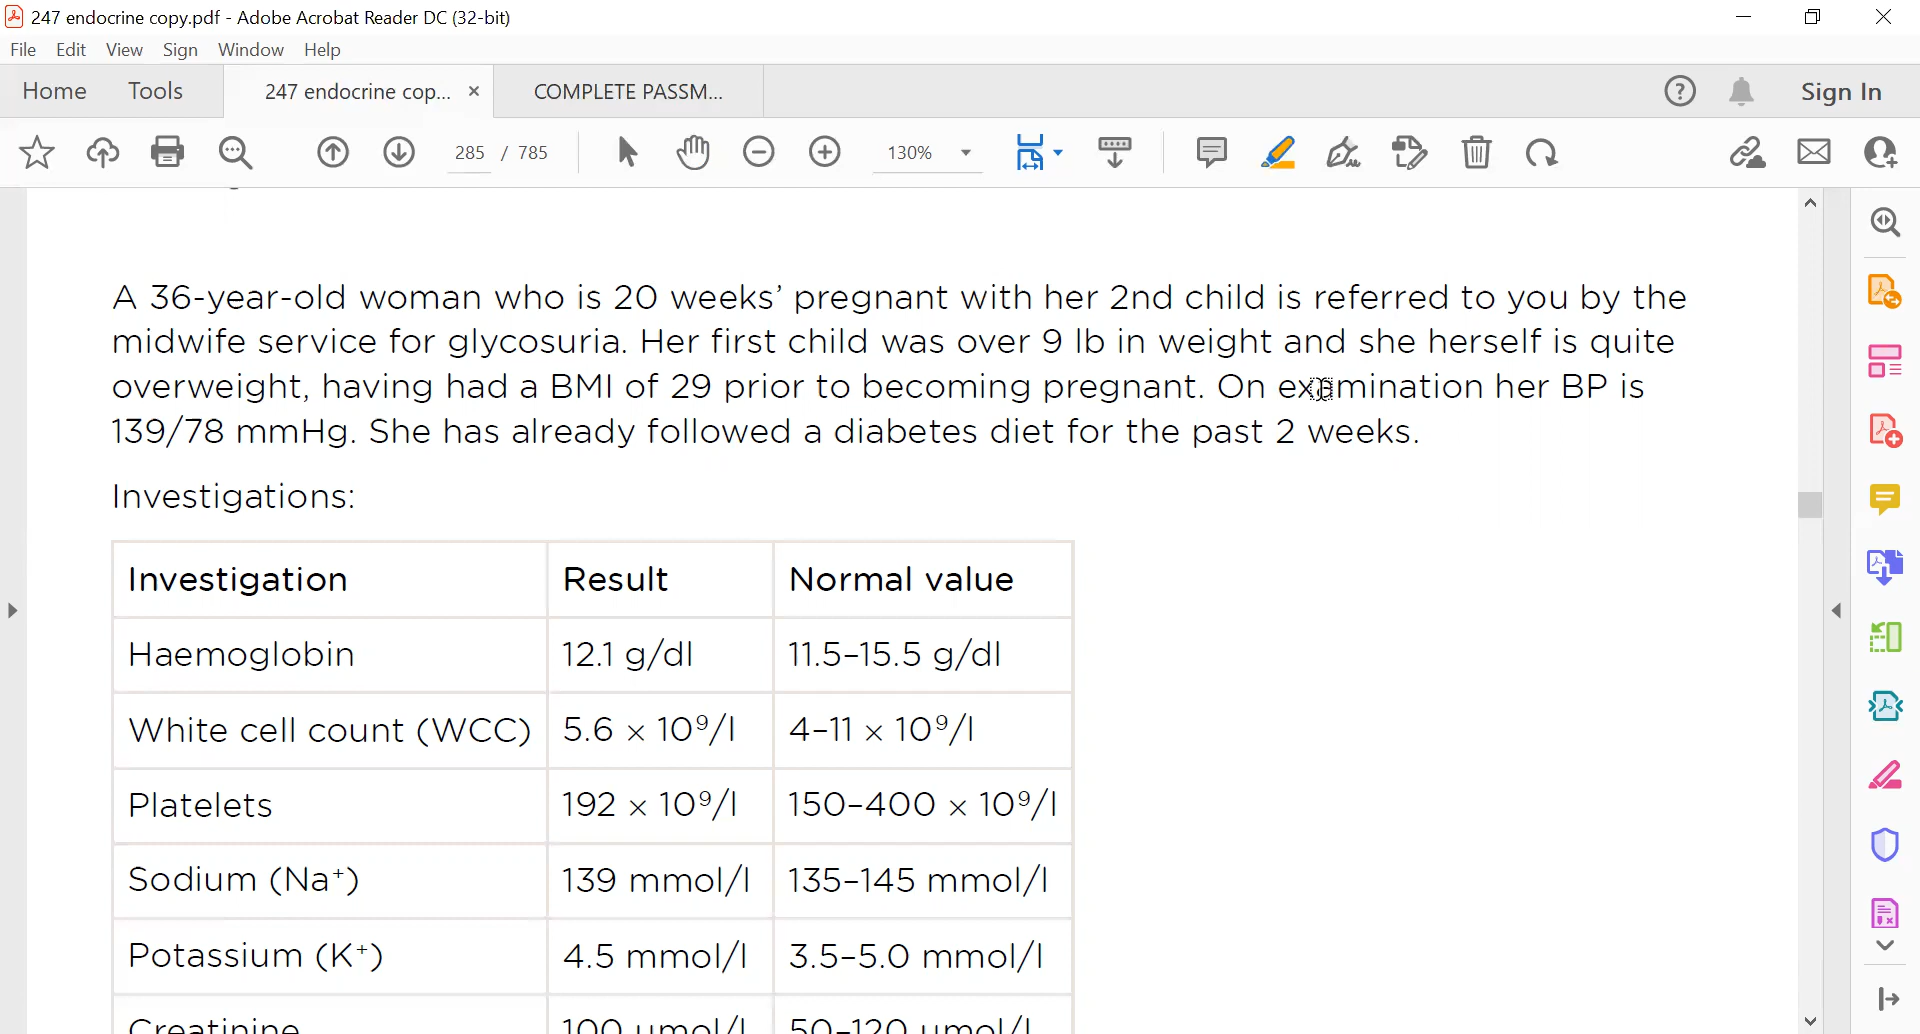 247 endocrine copy.pdf - Adobe Acrobat Reader DC (32-bit)
File Edit View Sign Window Help
Home Tools 247 endocrine cop... × COMPLETE PASSM... Sign In
285 / 785 130%
A 36-year-old woman who is 20 weeks’ pregnant with her 2nd child is referred to you by the
midwife service for glycosuria. Her first child was over 9 lb in weight and she herself is quite
overweight, having had a BMI of 29 prior to becoming pregnant. On examination her BP is
139/78 mmHg. She has already followed a diabetes diet for the past 2 weeks.
Investigations:
Investigation Result Normal value
Haemoglobin 12.1 g/dl 11.5–15.5 g/dl
White cell count (WCC) 5.6 × 10⁹/l 4–11 × 10⁹/l
Platelets 192 × 10⁹/l 150–400 × 10⁹/l
Sodium (Na⁺) 139 mmol/l 135–145 mmol/l
Potassium (K⁺) 4.5 mmol/l 3.5–5.0 mmol/l
Creatinine 100 µmol/l 50–120 µmol/l